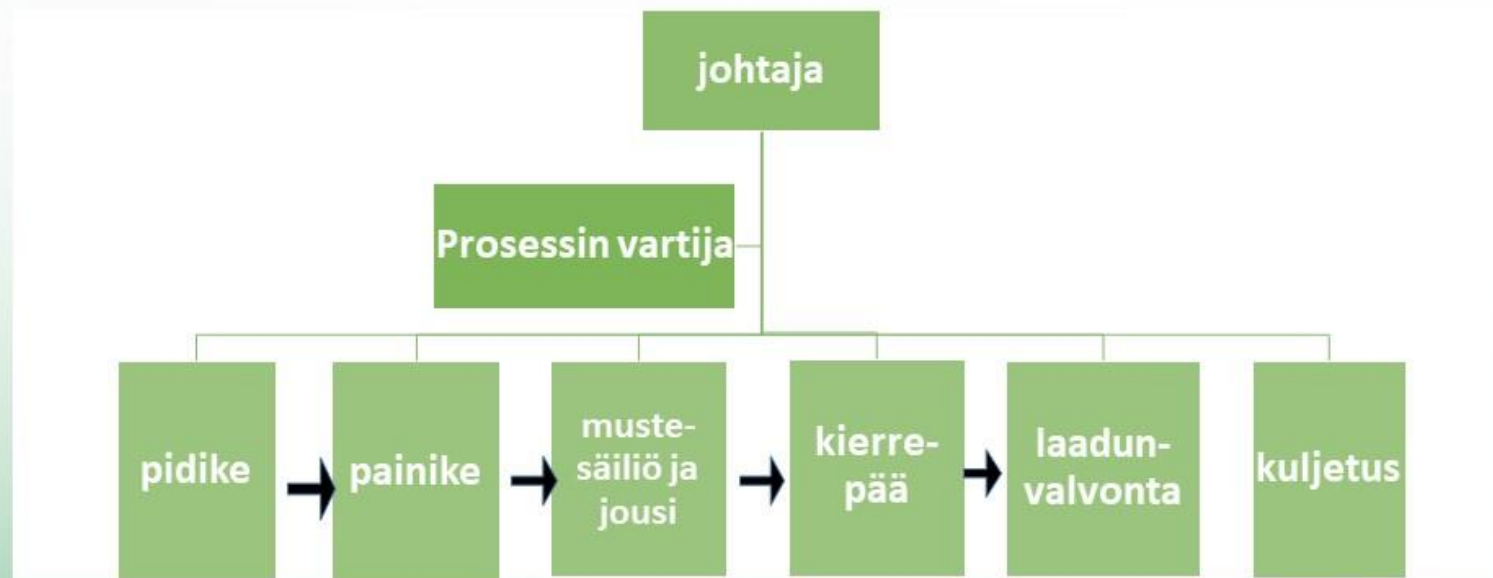 johtaja
Prosessin vartija
pidike
painike
muste-
säiliö ja
jousi
kierre-
pää
laadun-
valvonta
kuljetus